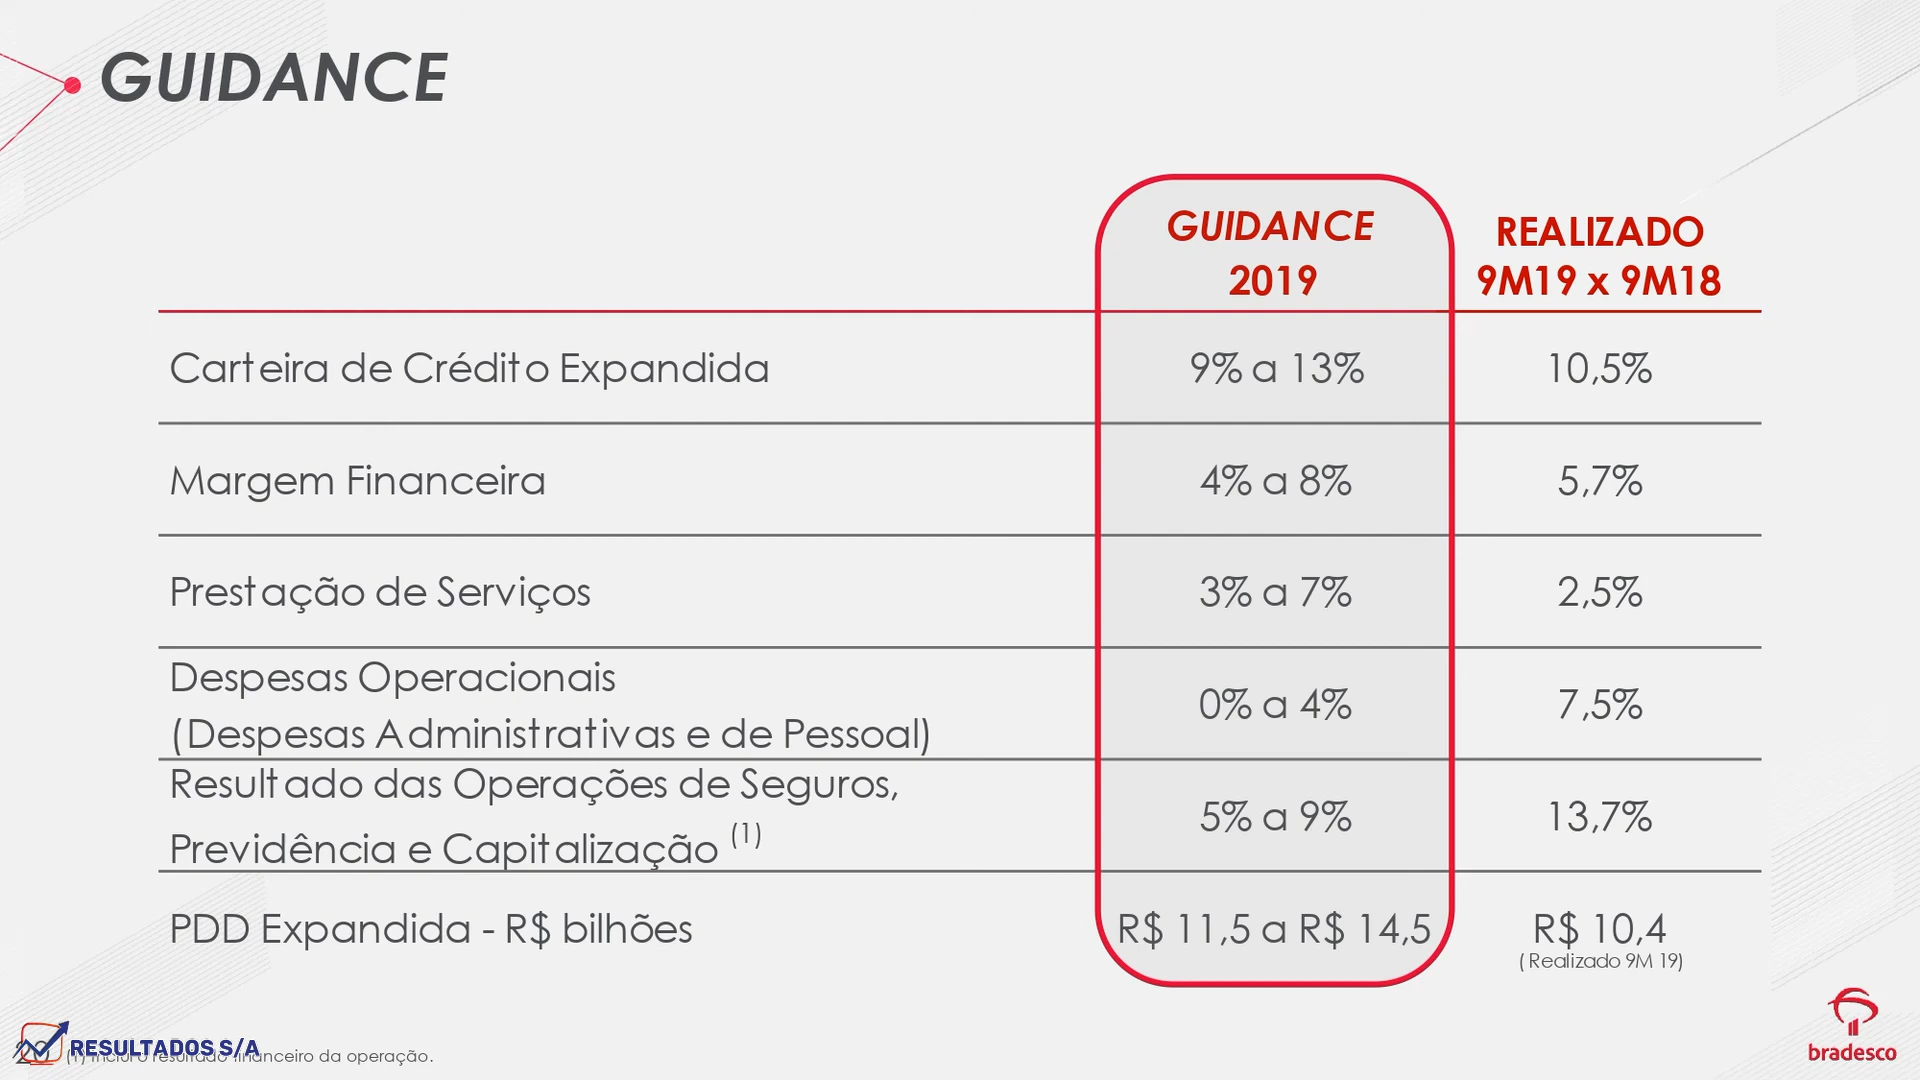 GUIDANCE
GUIDANCE
2019
REALIZADO
9M19 x 9M18
Carteira de Crédito Expandida
9% a 13%
10,5%
Margem Financeira
4% a 8%
5,7%
Prestação de Serviços
3% a 7%
2,5%
Despesas Operacionais
(Despesas Administrativas e de Pessoal)
0% a 4%
7,5%
Resultado das Operações de Seguros,
Previdência e Capitalização (1)
5% a 9%
13,7%
PDD Expandida - R$ bilhões
R$ 11,5 a R$ 14,5
R$ 10,4
(Realizado 9M 19)
RESULTADOS S/A
financeiro da operação.
bradesco